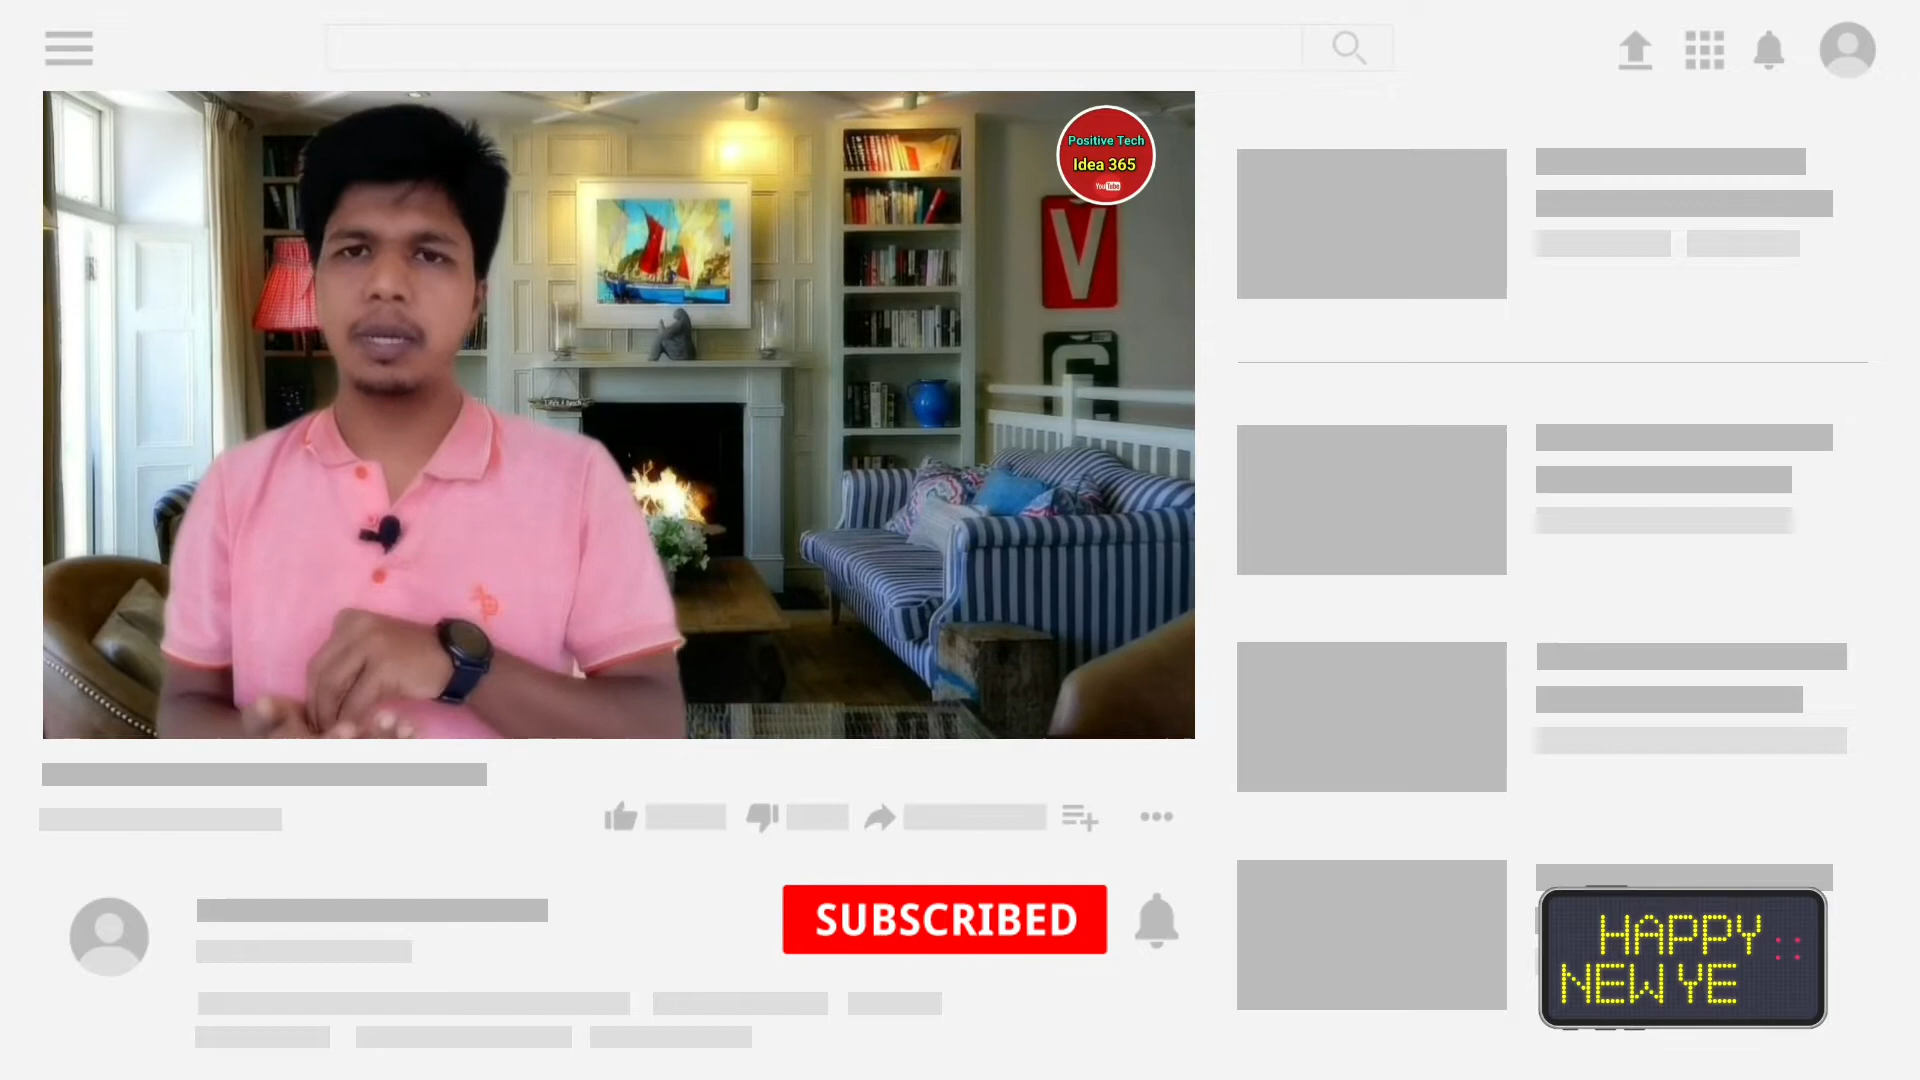 Positive Tech
Idea 365
YouTube
V
SUBSCRIBED
HAPPY
NEW YE